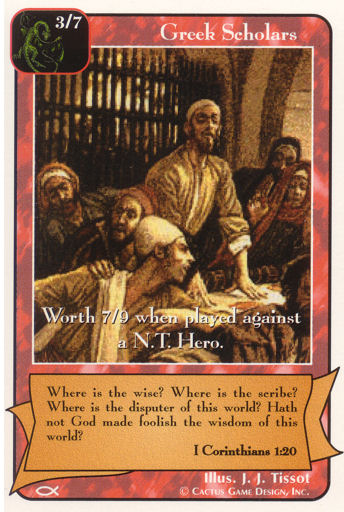 3/7
Greek Scholars
Worth 7/9 when played against
a N.T. Hero.
Where is the wise? Where is the scribe?
Where is the disputer of this world? Hath
not God made foolish the wisdom of this
world?
I Corinthians 1:20
Illus. J. J. Tissot
© Cactus Game Design, Inc.